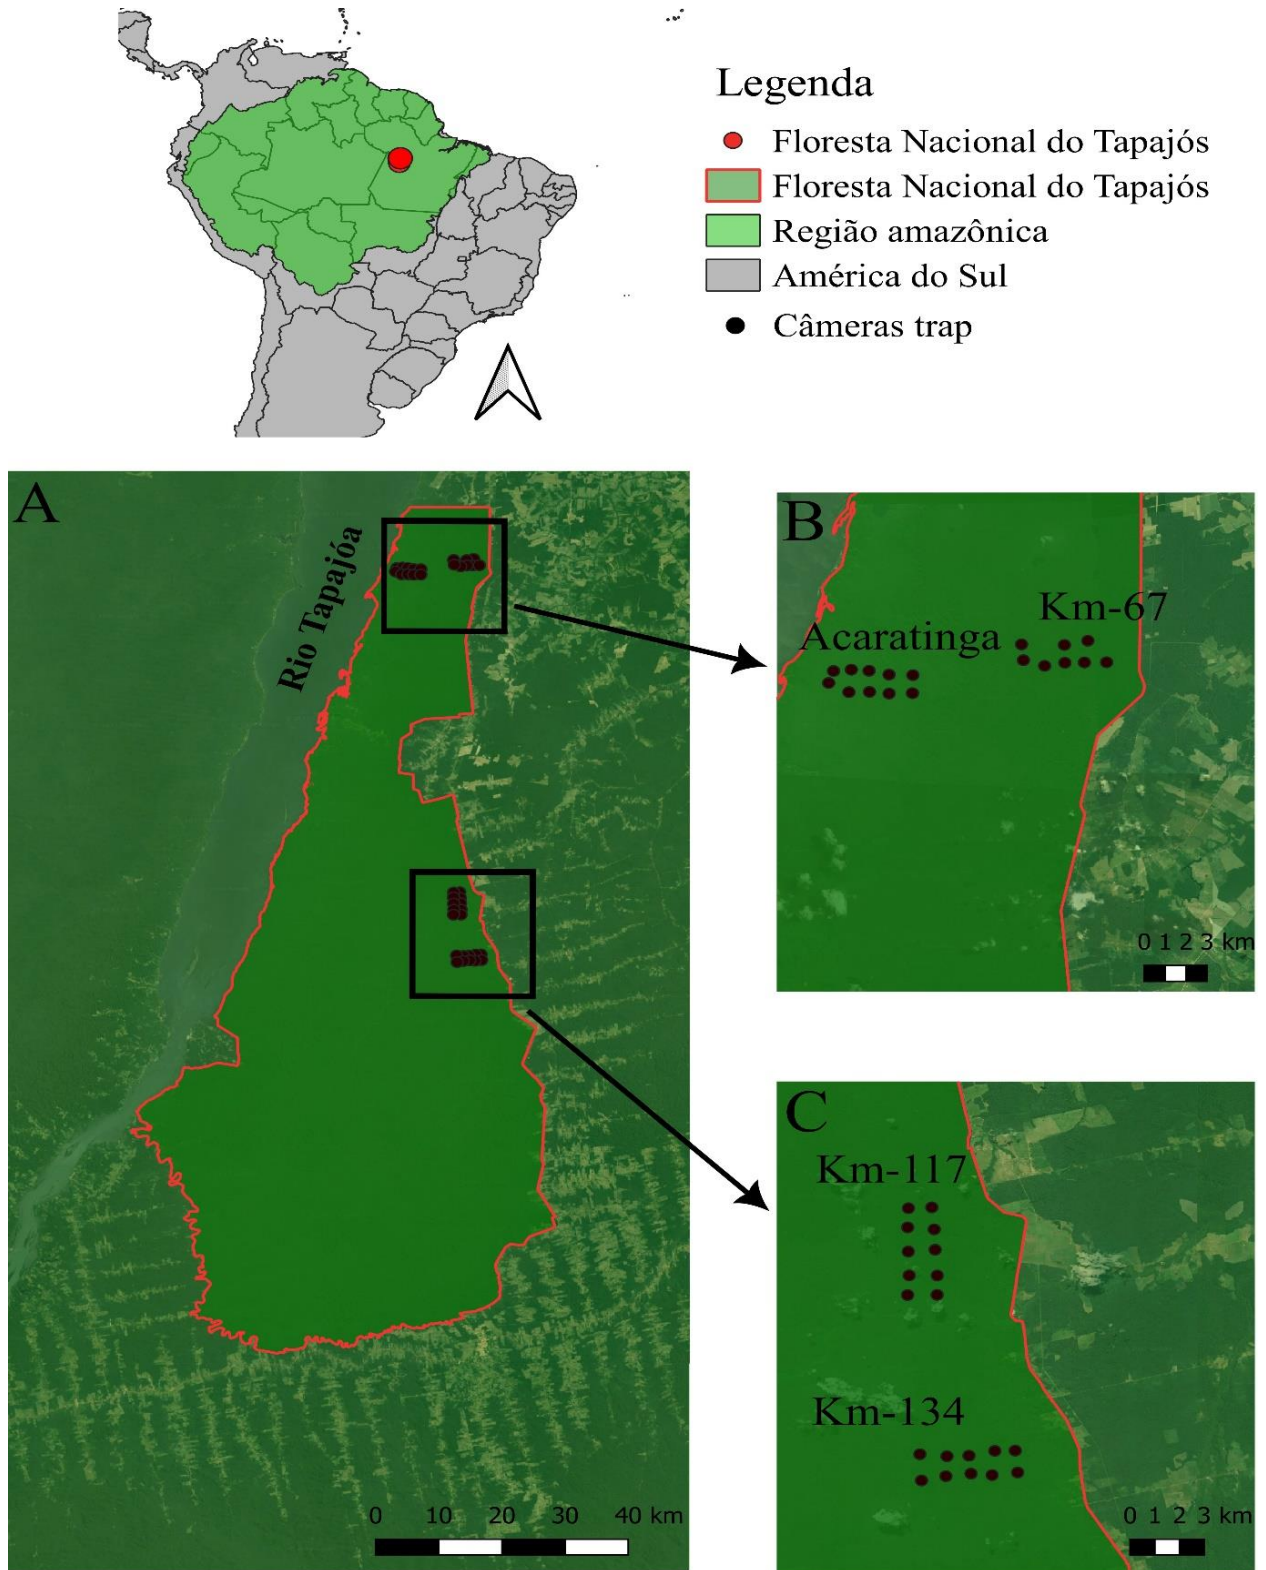 Legenda
Floresta Nacional do Tapajós
Floresta Nacional do Tapajós
Região amazônica
América do Sul
Câmeras trap
A
Rio Tapajóa
0 10 20 30 40 km
B
Km-67
Acaratinga
0 1 2 3 km
C
Km-117
Km-134
0 1 2 3 km